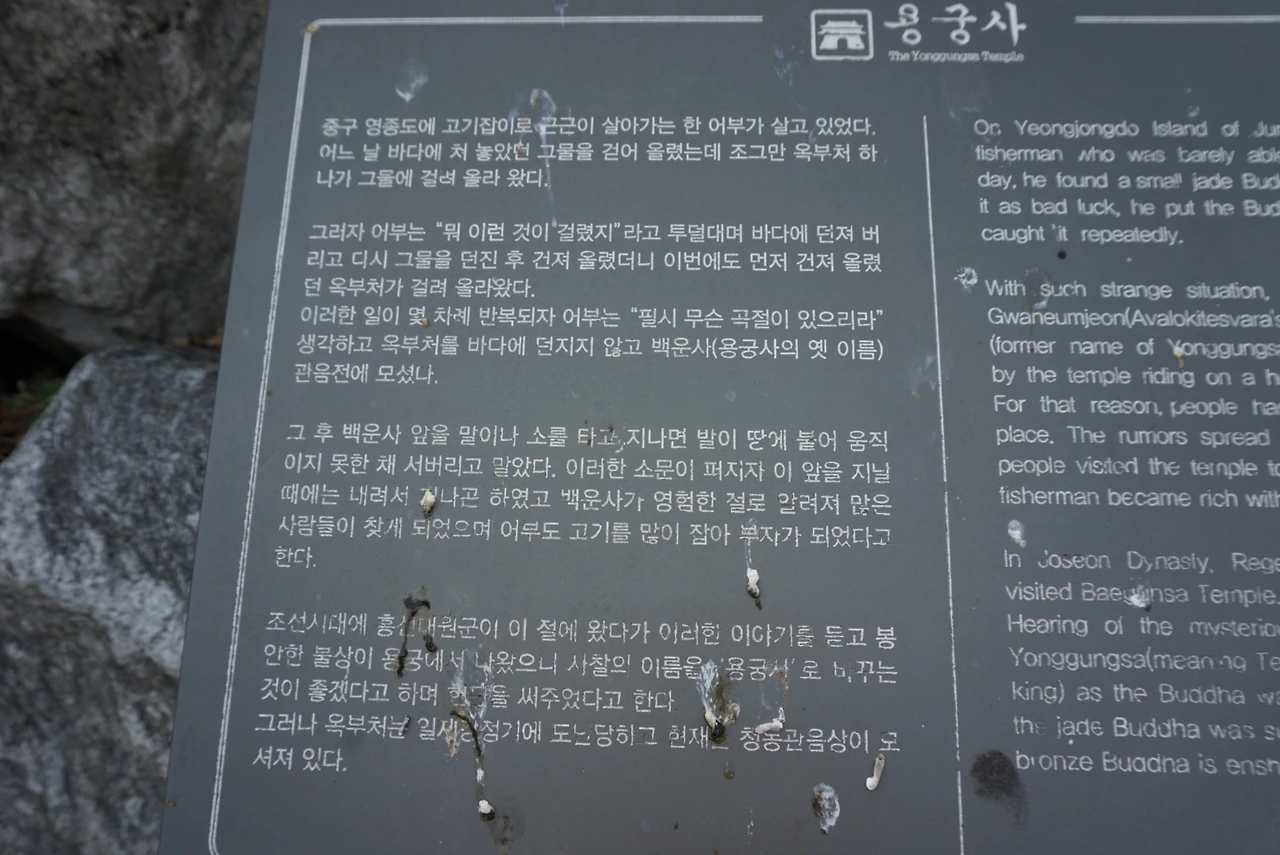 용궁사
The Yonggungsa Temple
중구 영종도에 고기잡이로 근근이 살아가는 한 어부가 살고 있었다.
어느 날 바다에 쳐 놓았던 그물을 걷어 올렸는데 조그만 옥부처 하
나가 그물에 걸려 올라 왔다.
그러자 어부는 “뭐 이런 것이 걸렸지”라고 투덜대며 바다에 던져 버
리고 다시 그물을 던진 후 건져 올렸더니 이번에도 먼저 건져 올렸
던 옥부처가 걸려 올라왔다.
이러한 일이 몇 차례 반복되자 어부는 “필시 무슨 곡절이 있으리라”
생각하고 옥부처를 바다에 던지지 않고 백운사(용궁사의 옛 이름)
관음전에 모셨다.
그 후 백운사 앞을 말이나 소를 타고 지나면 발이 땅에 붙어 움직
이지 못한 채 서버리고 말았다. 이러한 소문이 퍼지자 이 앞을 지날
때에는 내려서 지나곤 하였고 백운사가 영험한 절로 알려져 많은
사람들이 찾게 되었으며 어부도 고기를 많이 잡아 부자가 되었다고
한다.
조선시대에 흥선대원군이 이 절에 왔다가 이러한 이야기를 듣고 봉
안한 불상이 용궁에서 나왔으니 사찰의 이름을 ‘용궁사’로 바꾸는
것이 좋겠다고 하며 현판을 써주었다고 한다.
그러나 옥부처는 일제강점기에 도난당하고 현재는 청동관음상이 모
셔져 있다.
On Yeongjongdo Island of
fisherman who was barely
day, he found a small jade
it as bad luck, he put the
caught it repeatedly.
With such strange situation,
Gwaneumjeon(Avalokitesvara's
(former name of
by the temple riding on a
For that reason, people
place. The rumors spread
people visited the temple
fisherman became rich
In Joseon Dynasty,
visited Baegunsa Temple.
Hearing of the
Yonggungsa(meaning
king) as the Buddha
the jade Buddha was
bronze Buddha is